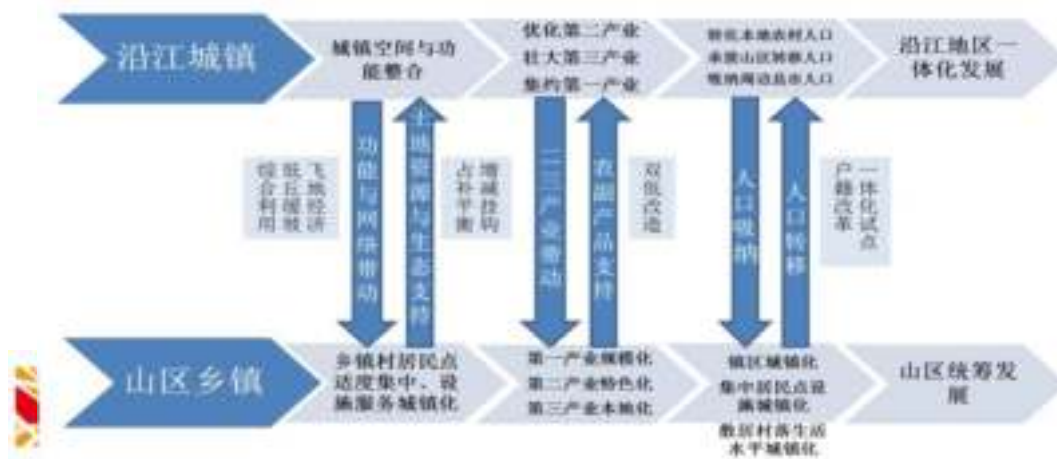 沿江城镇
城镇空间与功
能整合
优化第二产业
壮大第三产业
集约第一产业
转化本地农村人口
承接山区转移人口
吸纳周边县市人口
沿江地区一
体化发展
飞地经济
低丘缓坡
综合利用
功能与网络带动
土地资源与生态支持
增减挂钩
占补平衡
二三产业带动
农副产品支持
双低改造
人口吸纳
人口转移
一体化试点
户籍改革
山区乡镇
乡镇村居民点
适度集中、设
施服务城镇化
第一产业规模化
第二产业特色化
第三产业本地化
镇区城镇化
集中居民点设
施城镇化
散居村落生活
水平城镇化
山区统筹发
展